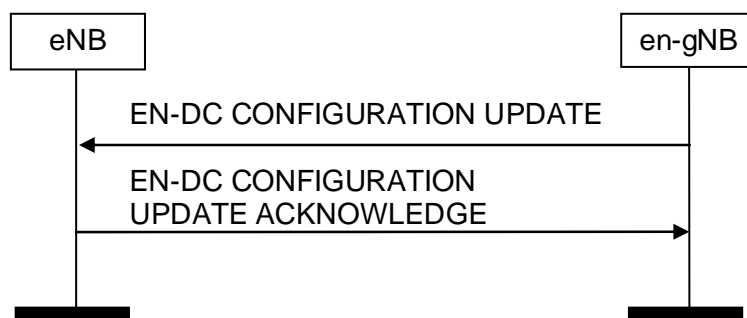 eNB
en-gNB
EN-DC CONFIGURATION UPDATE
EN-DC CONFIGURATION
UPDATE ACKNOWLEDGE